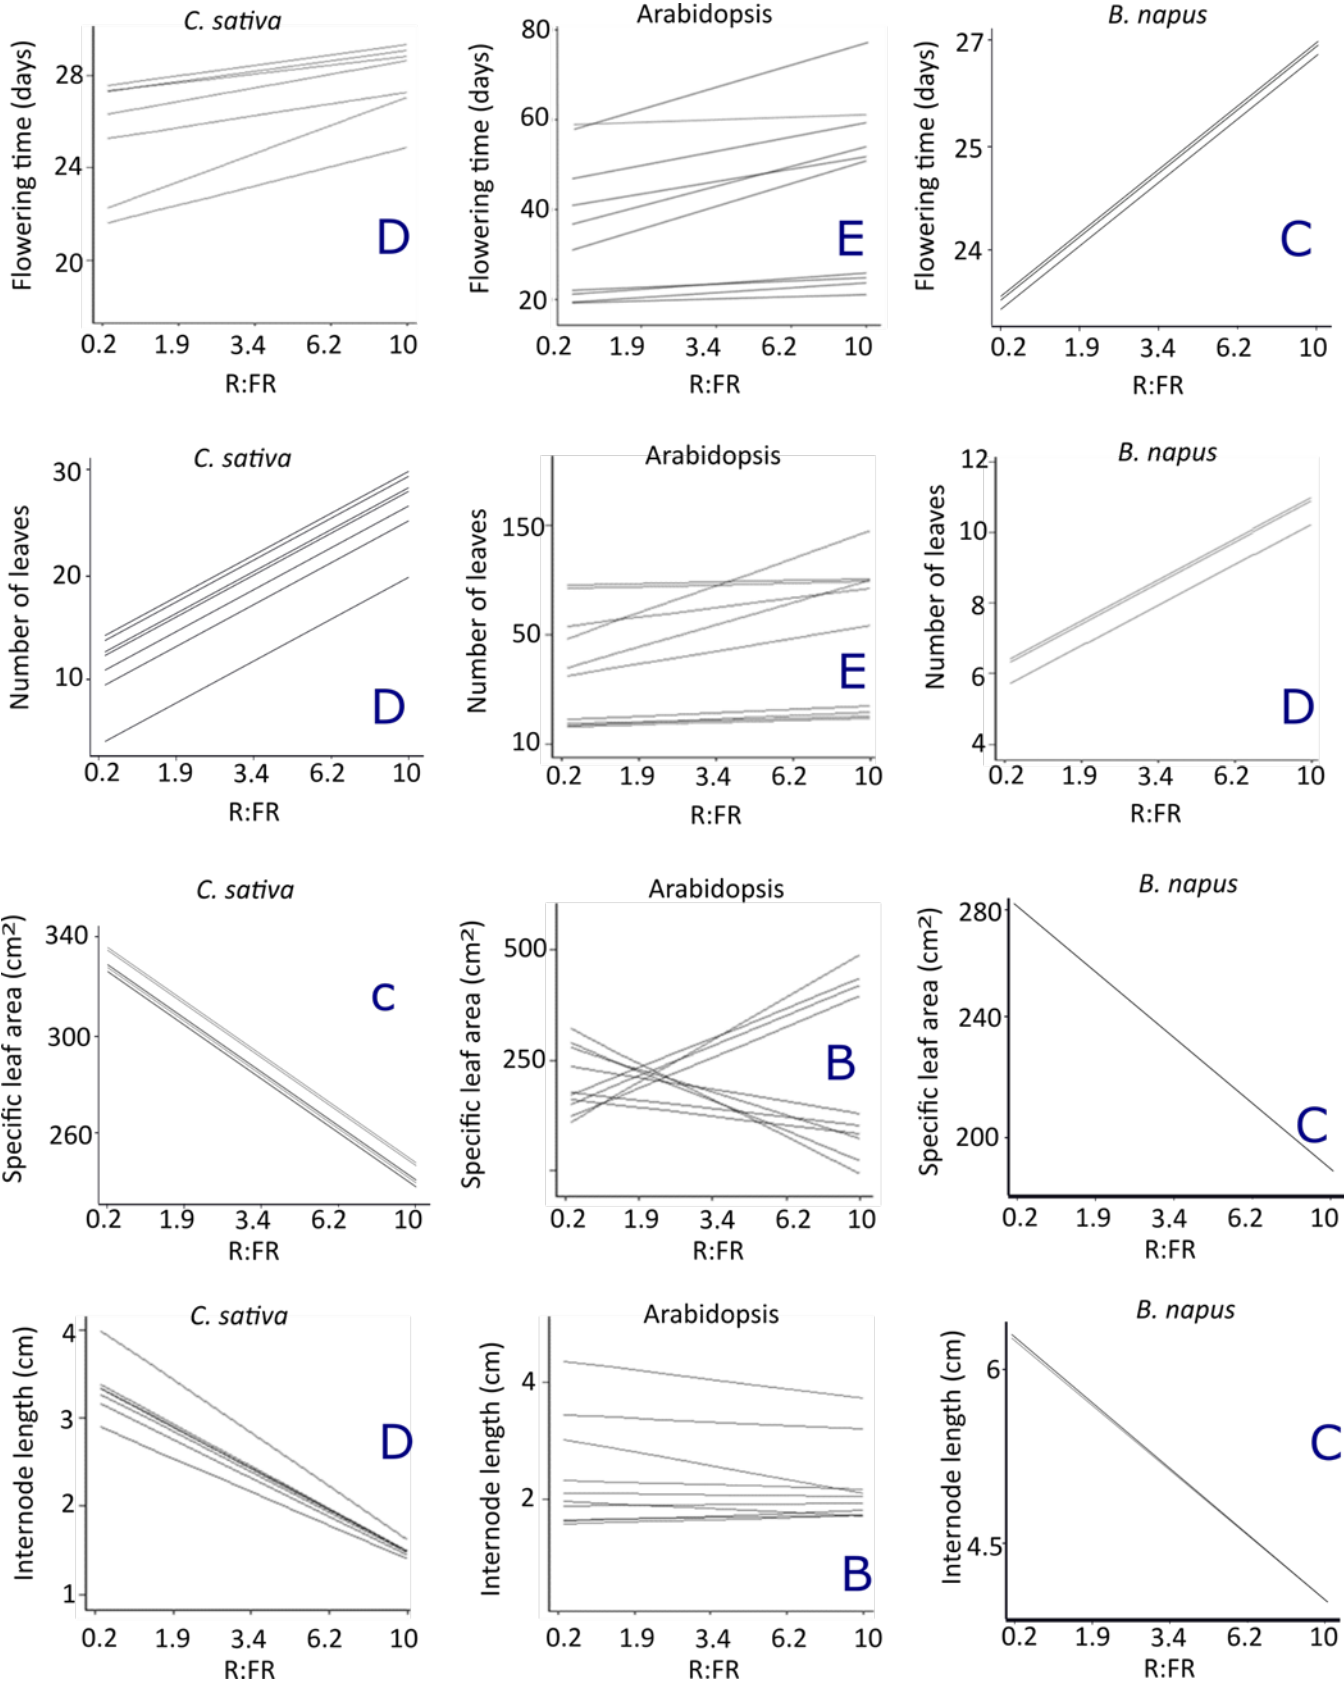 C. sativa
Flowering time (days)
28
24
20
D
0.2 1.9 3.4 6.2 10
R:FR
Arabidopsis
Flowering time (days)
80
60
40
20
E
0.2 1.9 3.4 6.2 10
R:FR
B. napus
Flowering time (days)
27
25
24
C
0.2 1.9 3.4 6.2 10
R:FR
C. sativa
Number of leaves
30
20
10
D
0.2 1.9 3.4 6.2 10
R:FR
Arabidopsis
Number of leaves
150
50
10
E
0.2 1.9 3.4 6.2 10
R:FR
B. napus
Number of leaves
12
10
8
6
4
D
0.2 1.9 3.4 6.2 10
R:FR
C. sativa
Specific leaf area (cm²)
340
300
260
c
0.2 1.9 3.4 6.2 10
R:FR
Arabidopsis
Specific leaf area (cm²)
500
250
B
0.2 1.9 3.4 6.2 10
R:FR
B. napus
Specific leaf area (cm²)
280
240
200
C
0.2 1.9 3.4 6.2 10
R:FR
C. sativa
Internode length (cm)
4
3
2
1
D
0.2 1.9 3.4 6.2 10
R:FR
Arabidopsis
Internode length (cm)
4
2
B
0.2 1.9 3.4 6.2 10
R:FR
B. napus
Internode length (cm)
6
4.5
C
0.2 1.9 3.4 6.2 10
R:FR